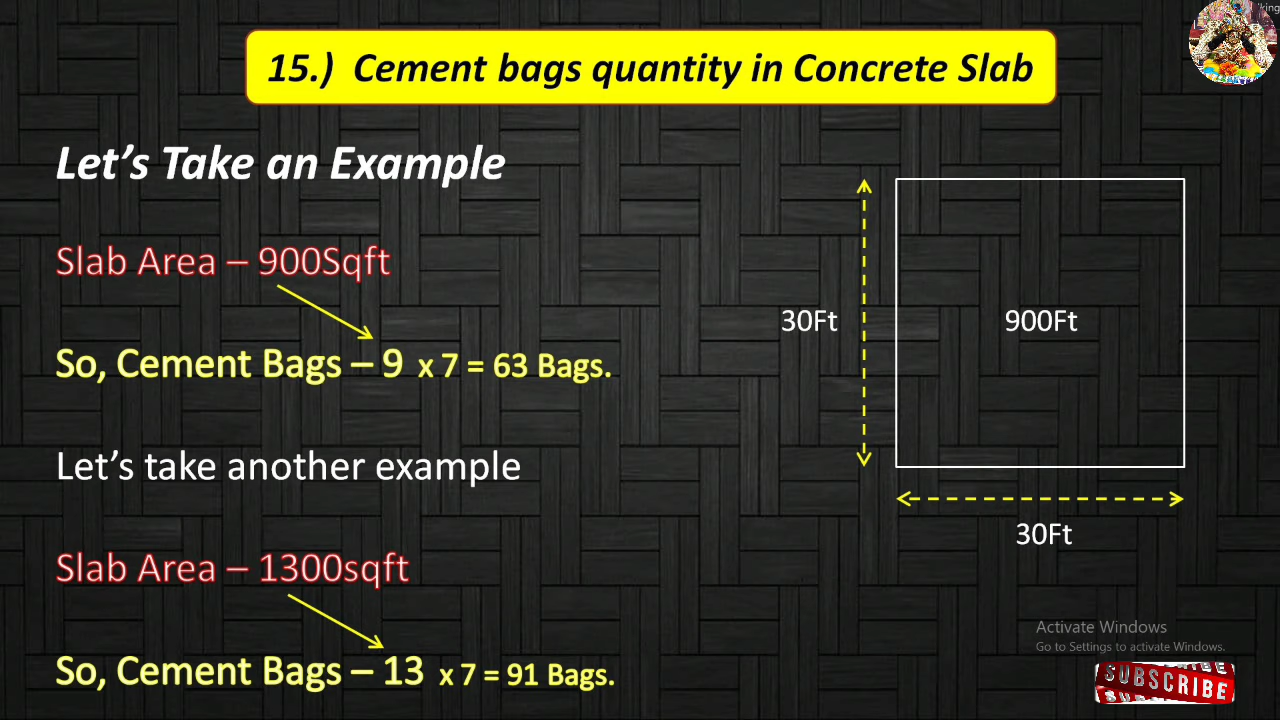 15.) Cement bags quantity in Concrete Slab
Let's Take an Example
Slab Area – 900Sqft
So, Cement Bags – 9 x 7 = 63 Bags.
Let's take another example
Slab Area – 1300sqft
So, Cement Bags – 13 x 7 = 91 Bags.
30Ft
900Ft
30Ft
Activate Windows
Go to Settings to activate Windows.
SUBSCRIBE